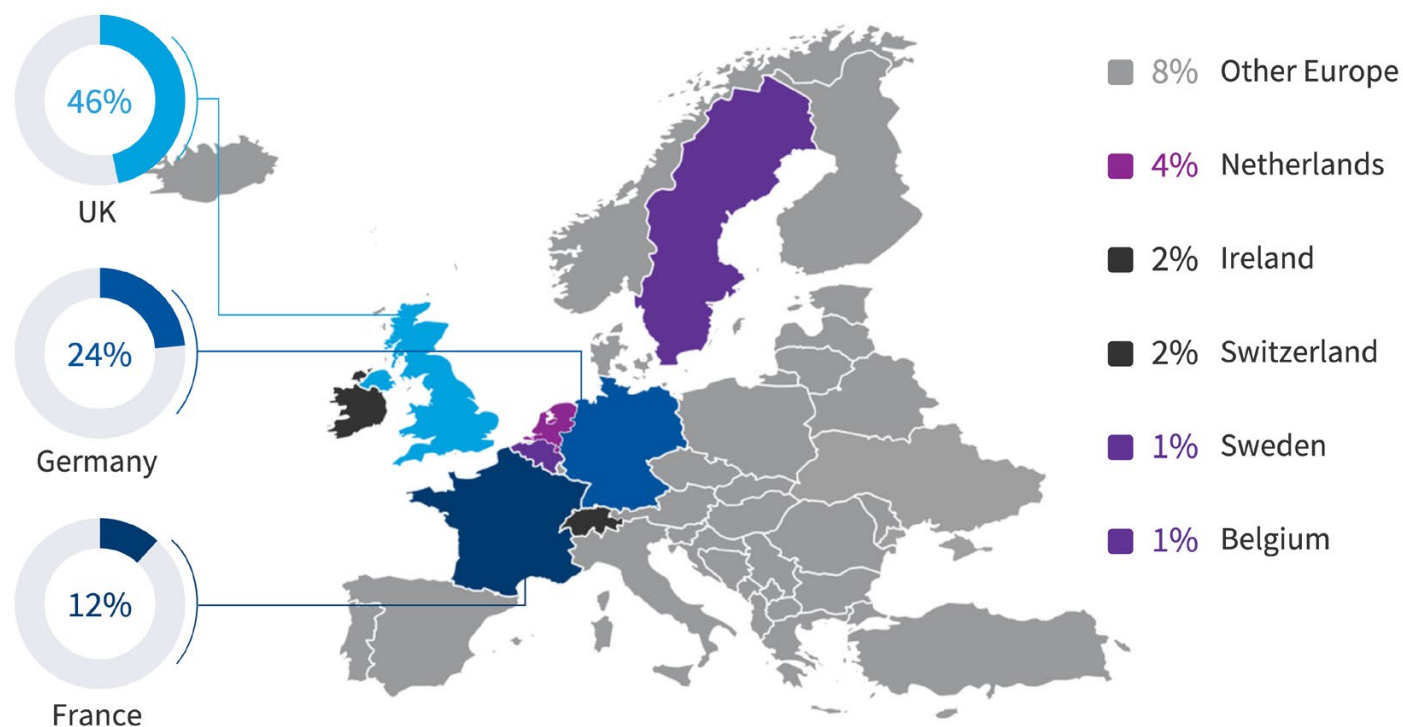 46%
UK
24%
Germany
12%
France
8% Other Europe
4% Netherlands
2% Ireland
2% Switzerland
1% Sweden
1% Belgium